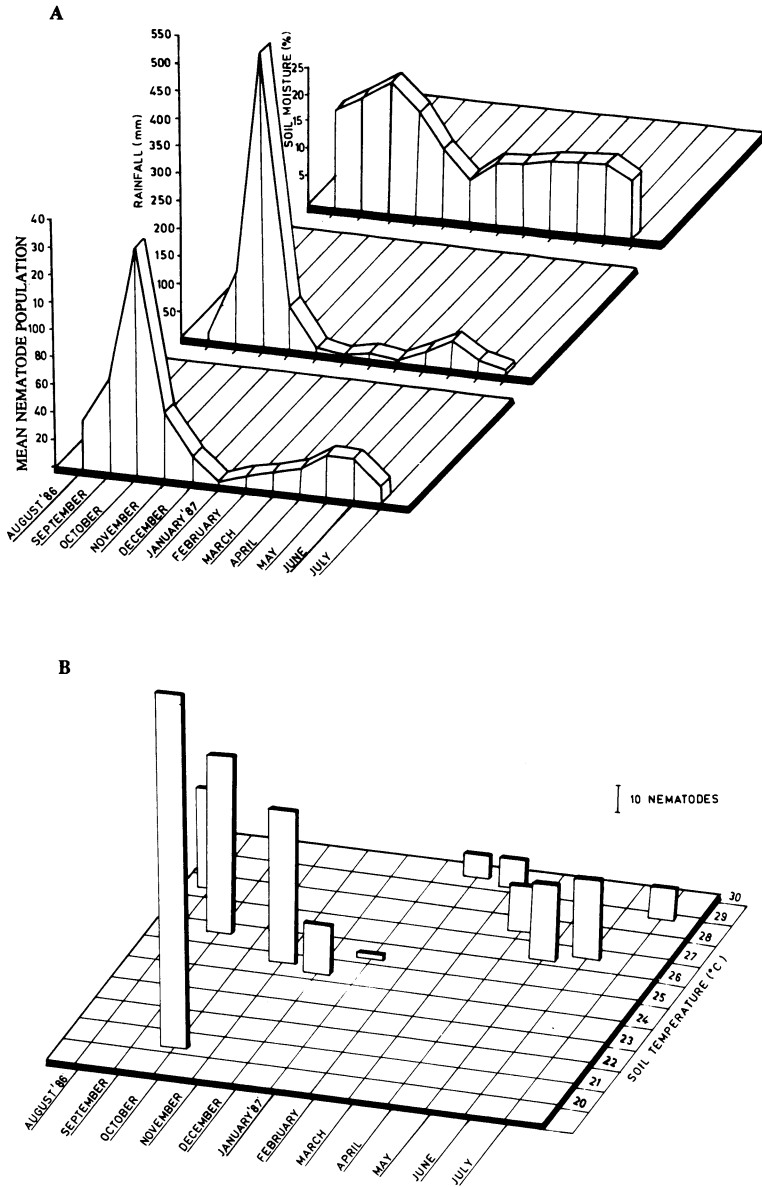 A
MEAN NEMATODE POPULATION
40
30
20
10
100
80
60
40
20
RAINFALL (mm)
550
500
450
400
350
300
250
200
150
100
50
SOIL MOISTURE (%)
25
20
15
10
5
AUGUST '86
SEPTEMBER
OCTOBER
NOVEMBER
DECEMBER
JANUARY'87
FEBRUARY
MARCH
APRIL
MAY
JUNE
JULY
B
10 NEMATODES
30
29
28
27
26
25
24
23
22
21
20
SOIL TEMPERATURE (°C)
AUGUST '86
SEPTEMBER
OCTOBER
NOVEMBER
DECEMBER
JANUARY'87
FEBRUARY
MARCH
APRIL
MAY
JUNE
JULY